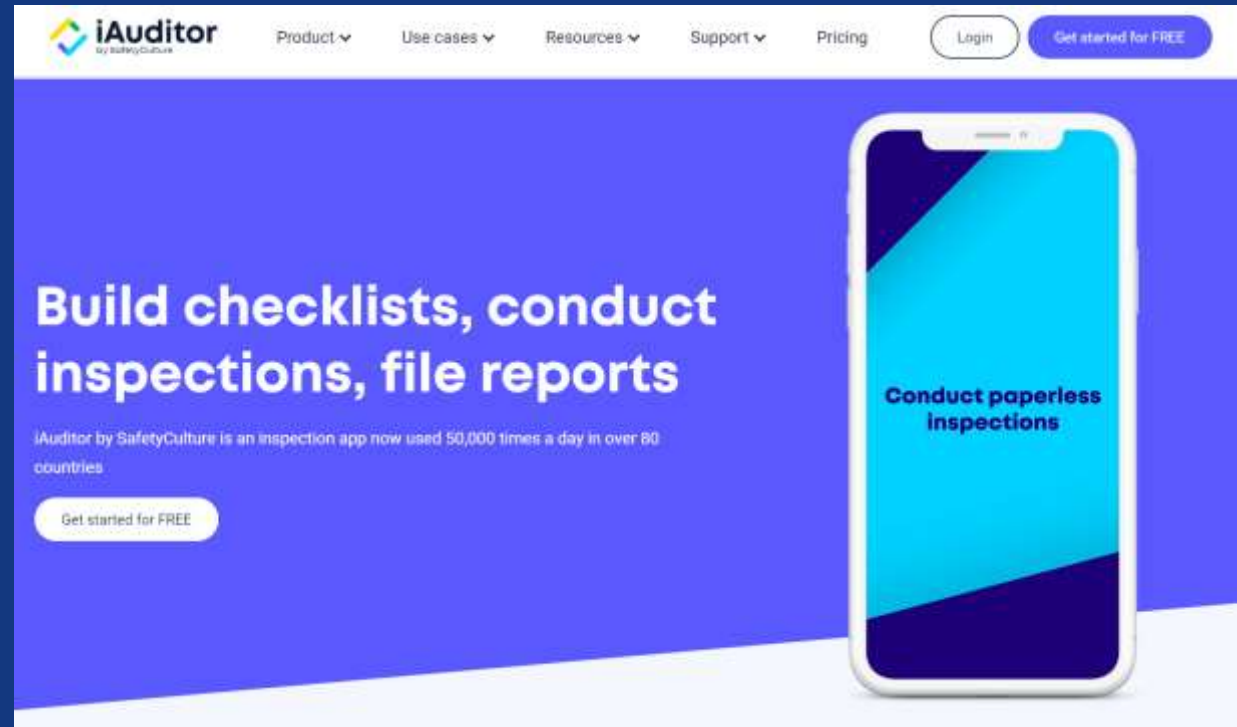 iAuditor
by SafetyCulture
Product
Use cases
Resources
Support
Pricing
Login
Get started for FREE
Build checklists, conduct
inspections, file reports
iAuditor by SafetyCulture is an inspection app now used 50,000 times a day in over 80
countries
Get started for FREE
Conduct paperless
inspections